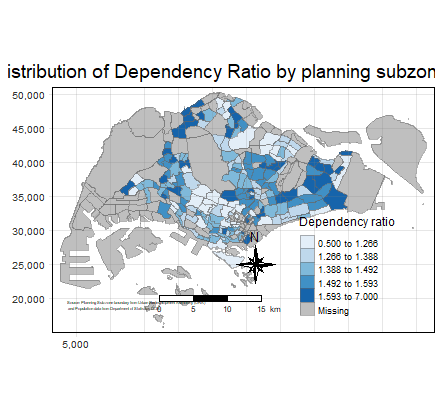 istribution of Dependency Ratio by planning subzon
50,000
45,000
40,000
35,000
30,000
25,000
20,000
5,000
Dependency ratio
0.500 to 1.266
1.266 to 1.388
1.388 to 1.492
1.492 to 1.593
1.593 to 7.000
Missing
N
0 5 10 15 km
Source: Planning Sub-zone boundary from Urban
and Population data from Department of Statistics